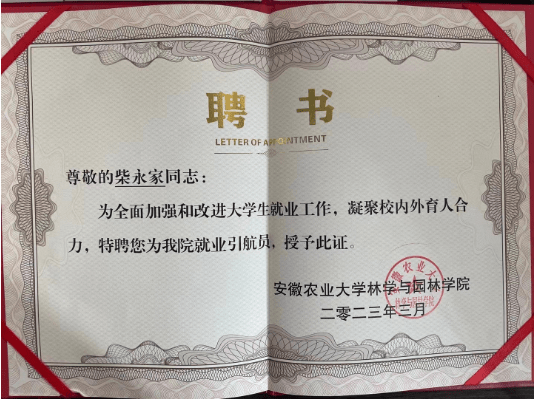 聘 书
LETTER OF APPOINTMENT
尊敬的柴永家同志：
为全面加强和改进大学生就业工作，凝聚校内外育人合
力，特聘您为我院就业引航员，授予此证。
安徽农业大学林学与园林学院
二零二三年三月